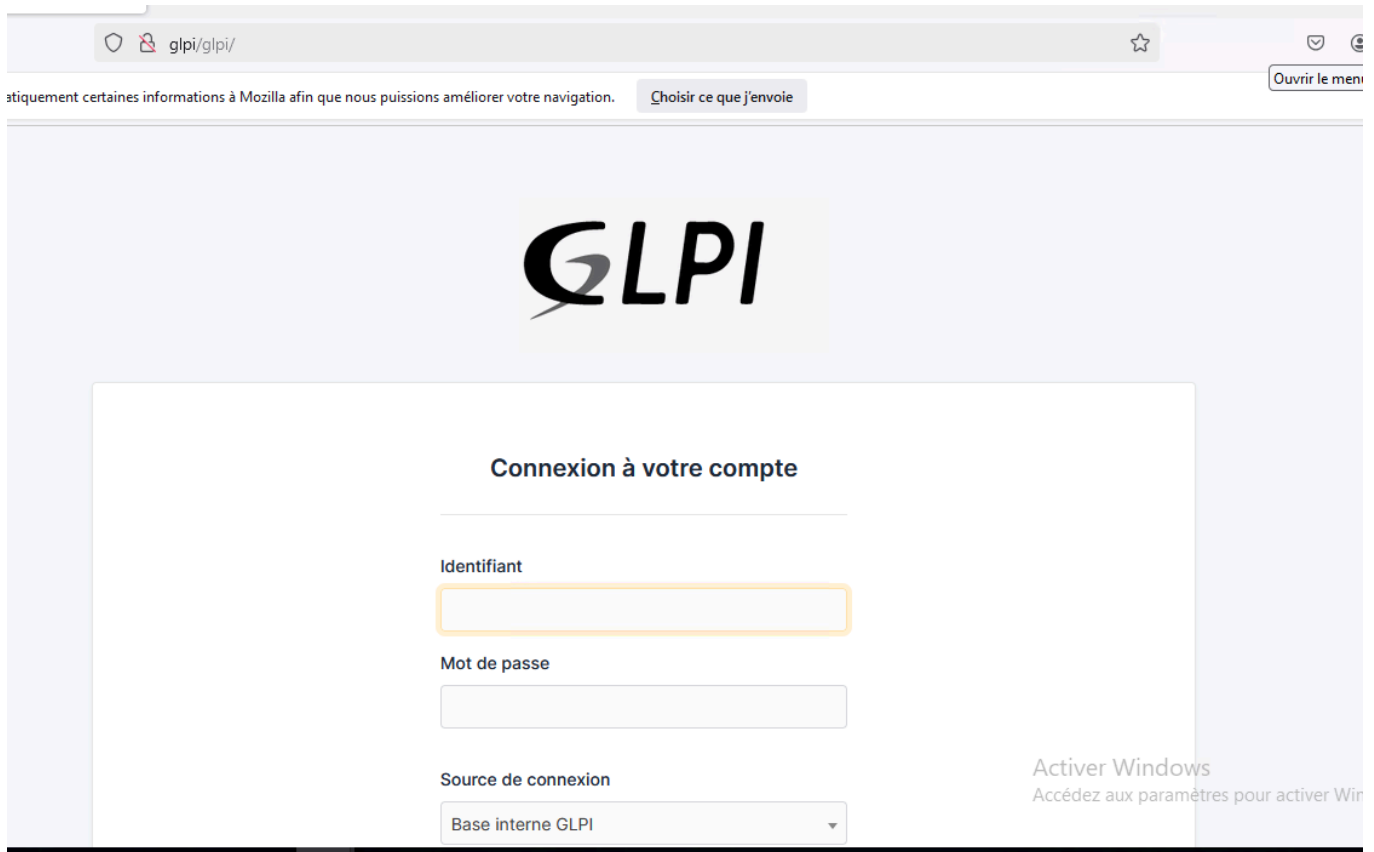 glpi/glpi/
Ouvrir le menu
atiquement certaines informations à Mozilla afin que nous puissions améliorer votre navigation. Choisir ce que j'envoie
GLPI
Connexion à votre compte
Identifiant
Mot de passe
Source de connexion
Base interne GLPI
Activer Windows
Accédez aux paramètres pour activer Win